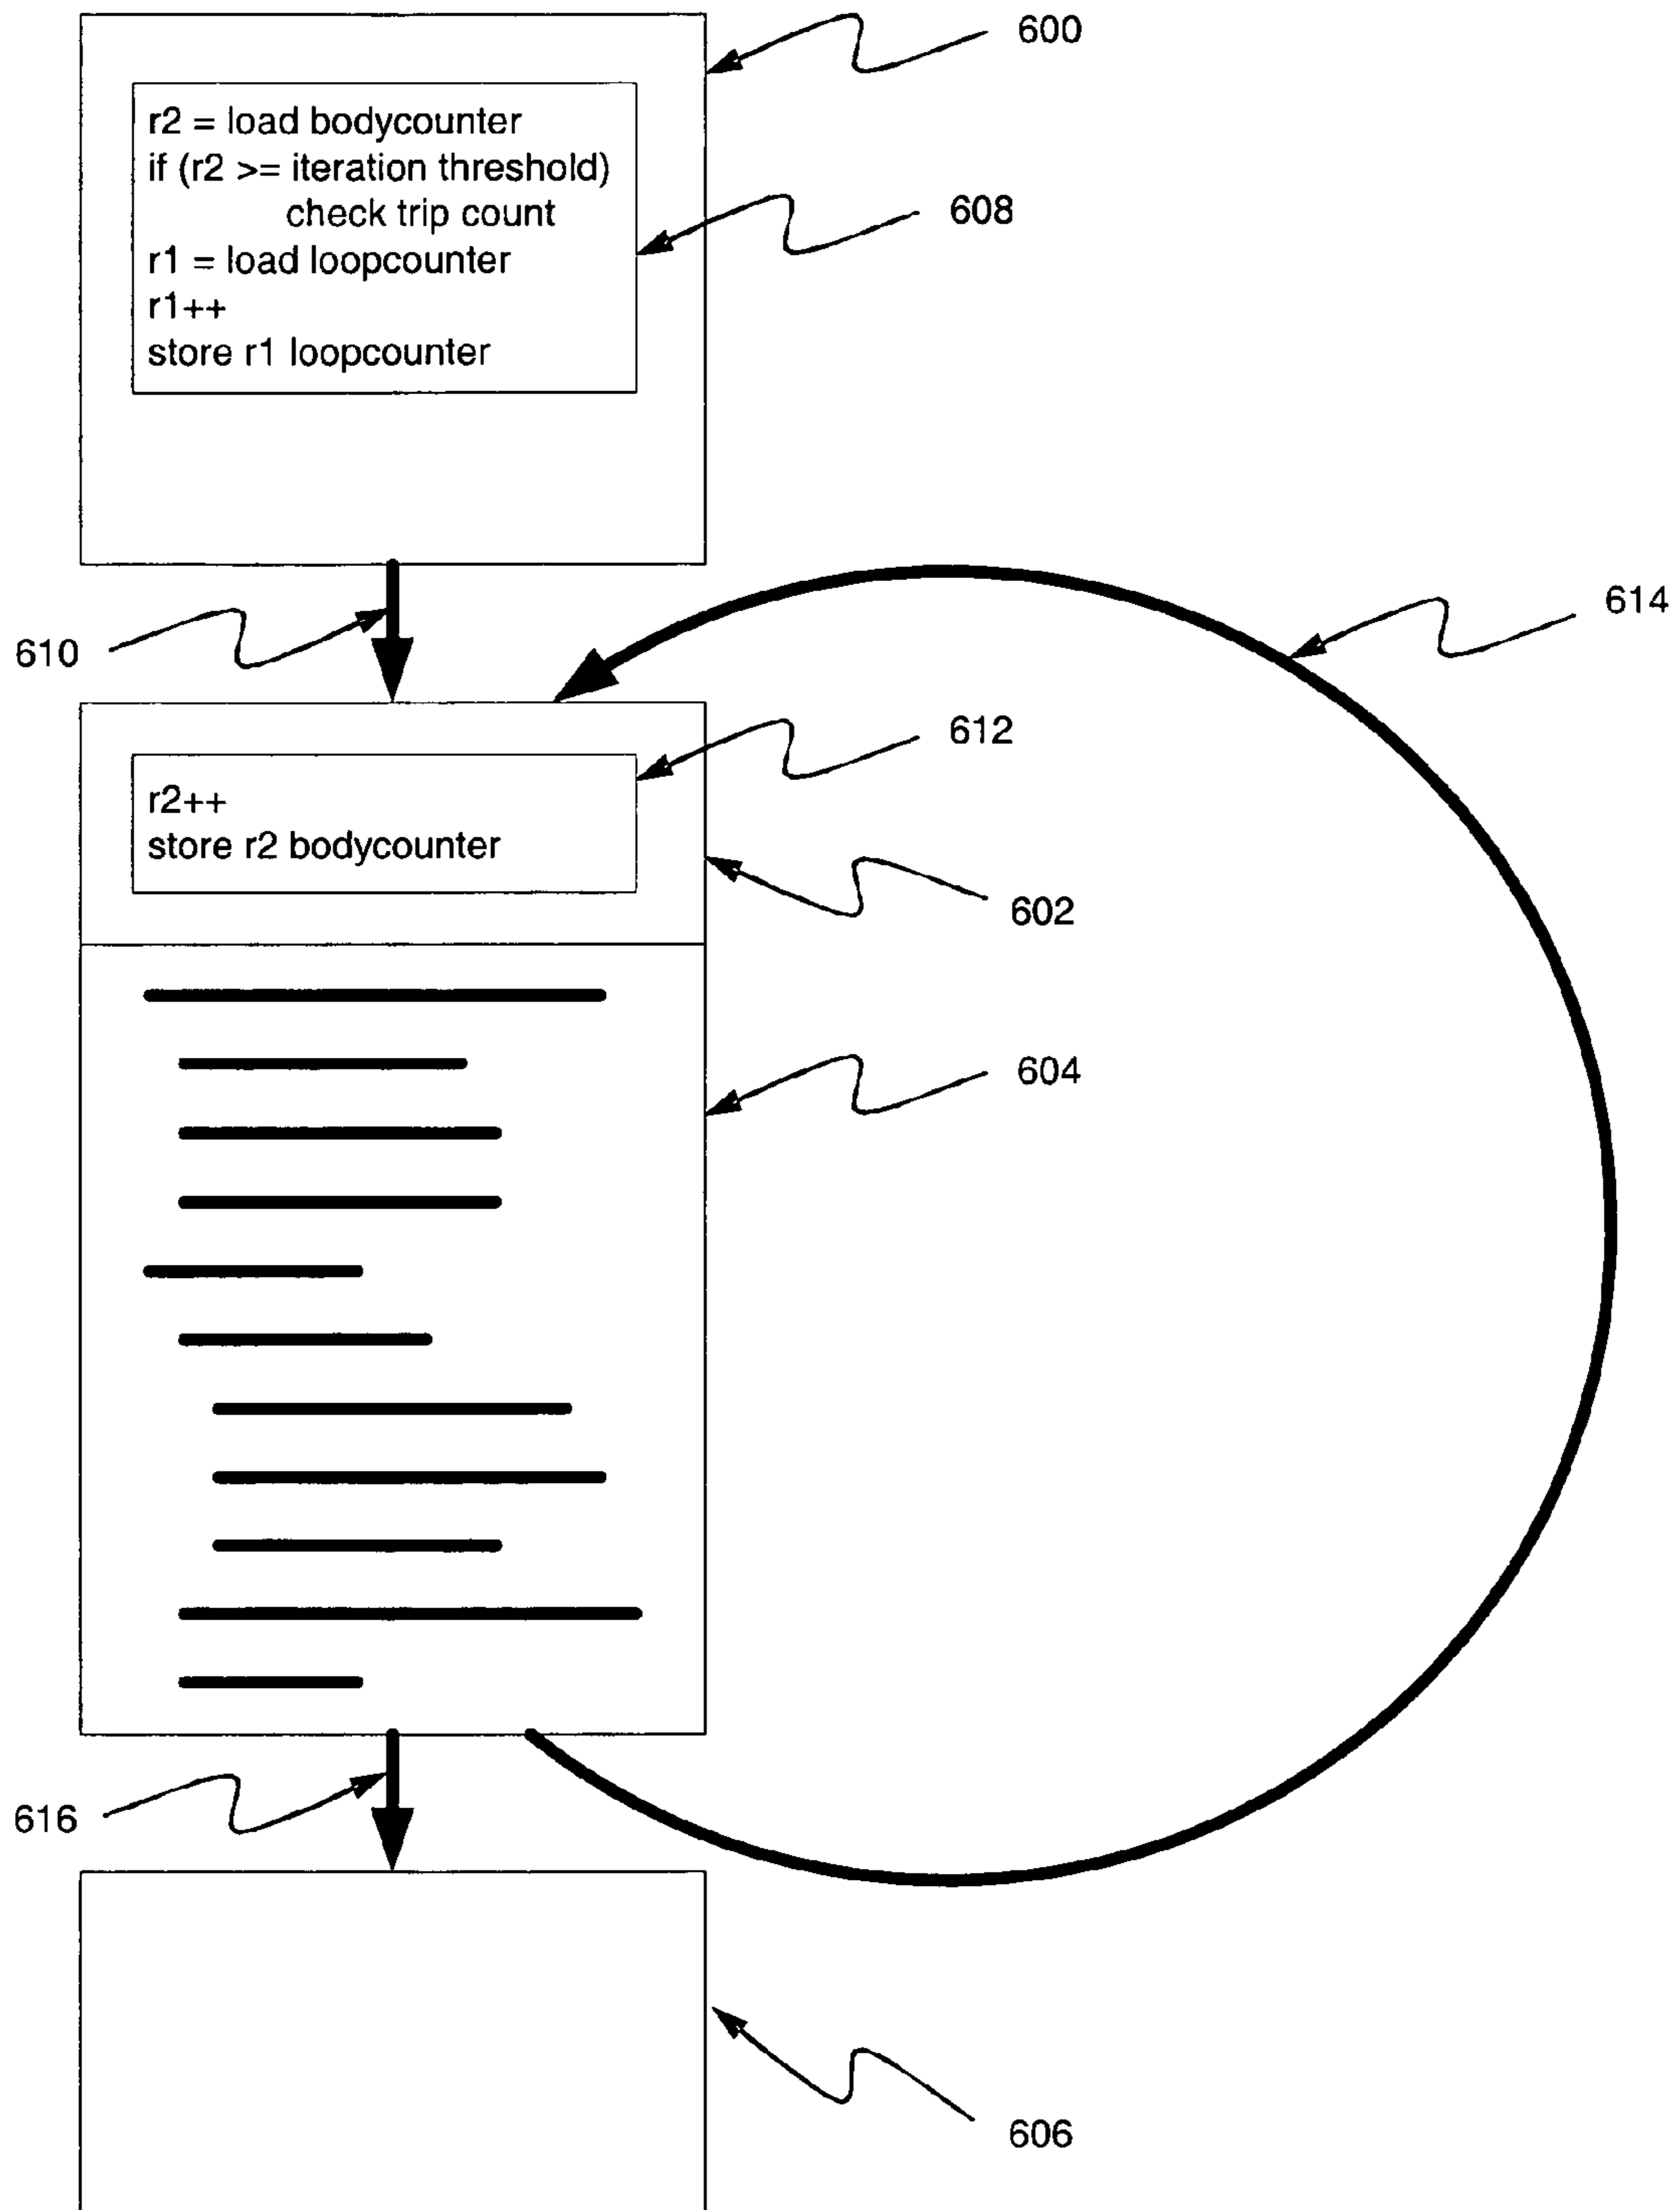 600
r2 = load bodycounter
if (r2 >= iteration threshold)
check trip count
608
r1 = load loopcounter
r1++
store r1 loopcounter
614
610
612
r2++
store r2 bodycounter
602
604
616
606